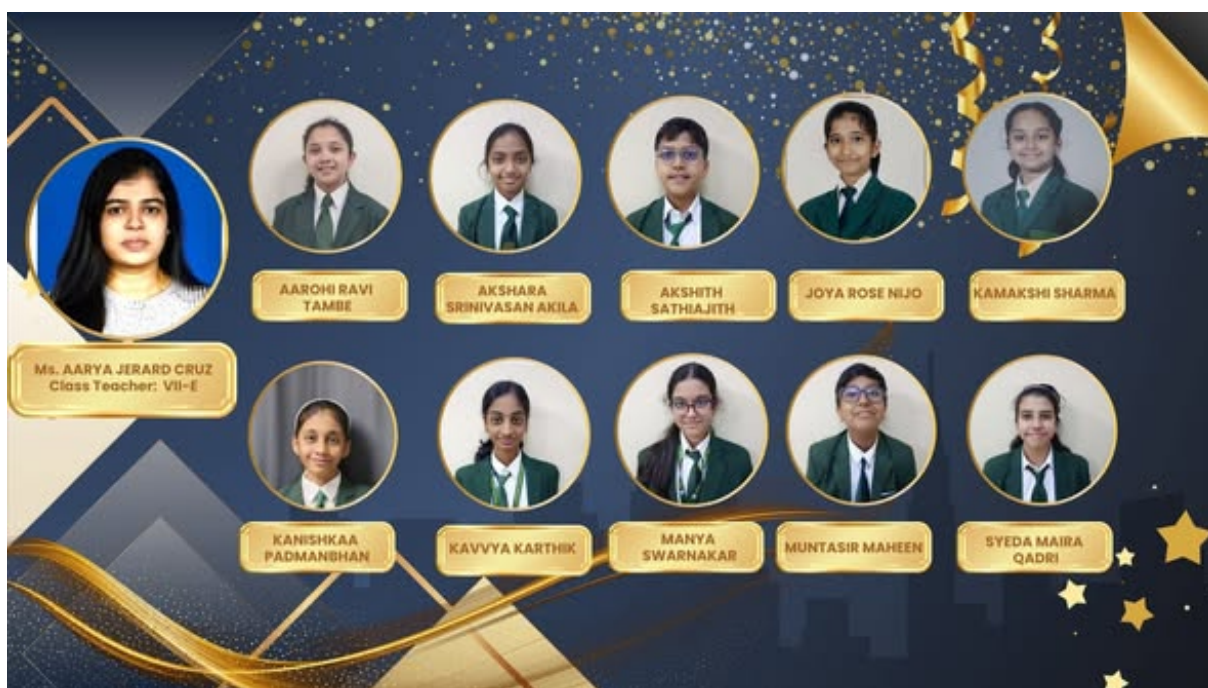 Ms. AARYA JERARD CRUZ
Class Teacher: VII-E
AAROHI RAVI
TAMBE
AKSHARA
SRINIVASAN AKILA
AKSHITH
SATHIAJITH
JOYA ROSE NIJO
KAMAKSHI SHARMA
KANISHKAA
PADMANBHAN
KAVVYA KARTHIK
MANYA
SWARNAKAR
MUNTASIR MAHEEN
SYEDA MAIRA
QADRI